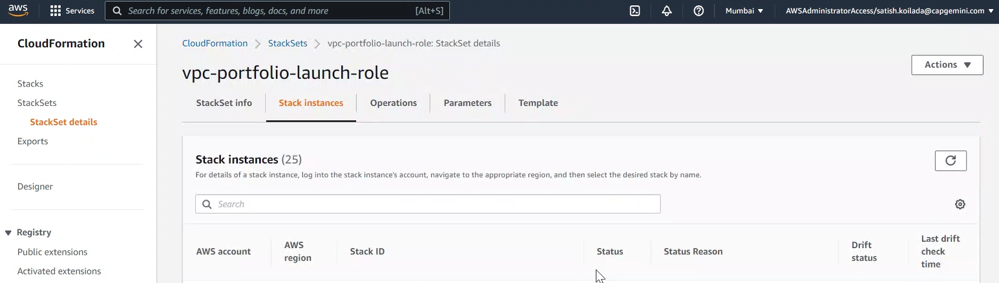 aws Services Search for services, features, blogs, docs, and more [Alt+S] Mumbai ▼ AWSAdministratorAccess/satish.koilada@capgemini.com ▼
CloudFormation
Stacks
StackSets
StackSet details
Exports
Designer
Registry
Public extensions
Activated extensions
CloudFormation > StackSets > vpc-portfolio-launch-role: StackSet details
vpc-portfolio-launch-role
Actions ▼
StackSet info Stack instances Operations Parameters Template
Stack instances (25)
For details of a stack instance, log into the stack instance's account, navigate to the appropriate region, and then select the desired stack by name.
Search
AWS account
AWS
region
Stack ID
Status
Status Reason
Drift
status
Last drift
check
time